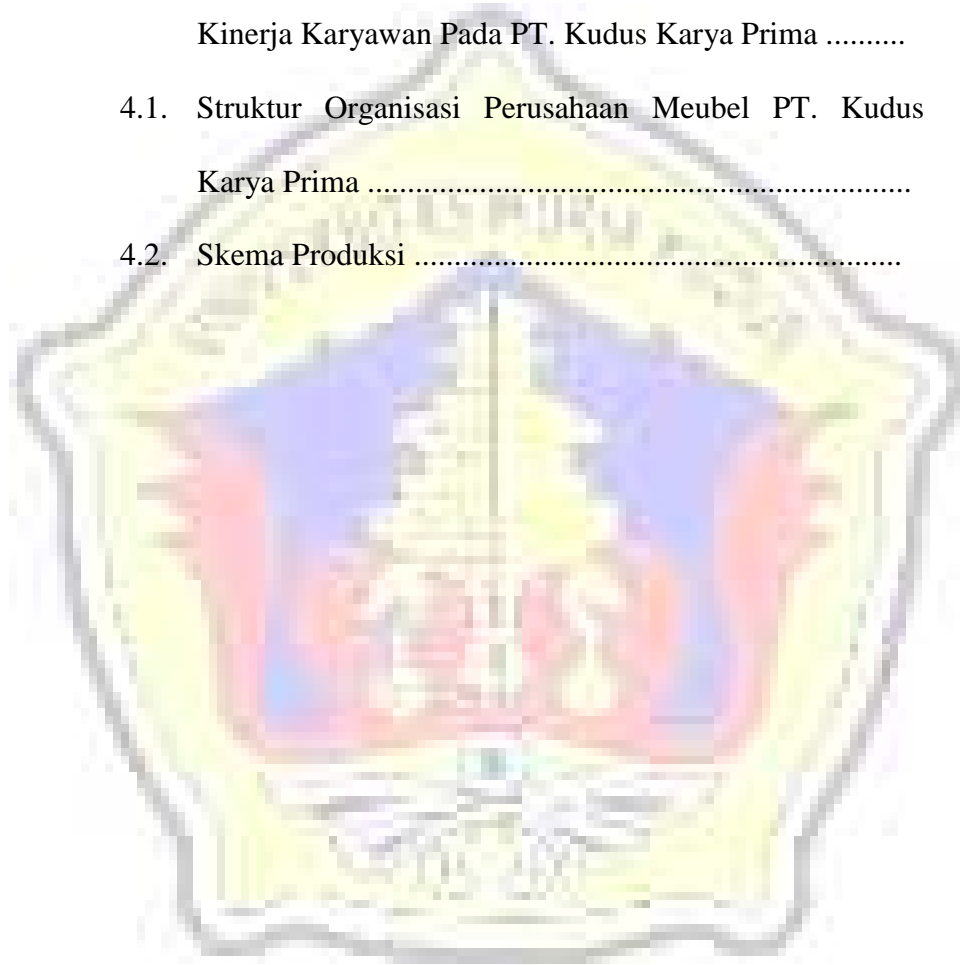 Kinerja Karyawan Pada PT. Kudus Karya Prima ..........
4.1. Struktur Organisasi Perusahaan Meubel PT. Kudus
Karya Prima ....................................................................
4.2. Skema Produksi .............................................................